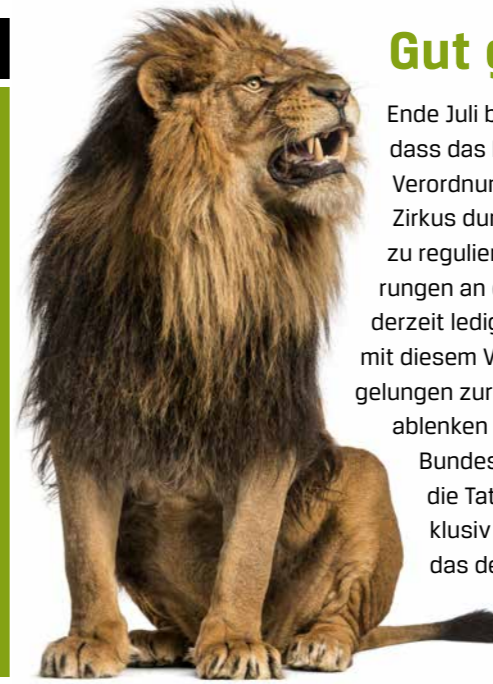 Gut g
Ende Juli b
dass das
Verordnun
Zirkus dur
zu regulier
rungen an
derzeit ledig
mit diesem V
gelungen zur
ablenken
Bundes
die Tat
klusiv
das de